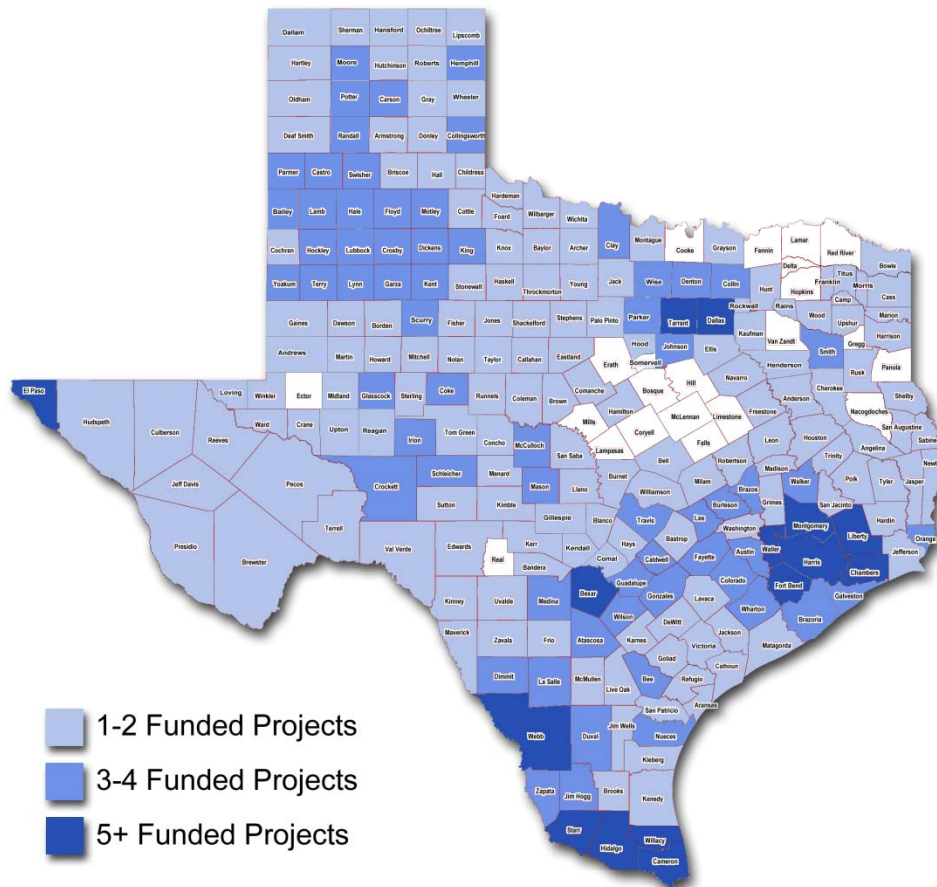 Dallam Sherman Hansford Ochiltree Lipscomb
Hartley Moore Hutchinson Roberts Hemphill
Oldham Potter Carson Gray Wheeler
Deaf Smith Randall Armstrong Donley Collingsworth
Parmer Castro Swisher Briscoe Hall Childress
Hardeman
Bailey Lamb Hale Floyd Motley Cottle Foard Wilbarger Wichita
Clay Montague Cooke Grayson Fannin Lamar Red River
Cochran Hockley Lubbock Crosby Dickens King Knox Baylor Archer
Delta Titus Bowie
Yoakum Terry Lynn Garza Kent Stonewall Haskell Throckmorton Young Jack Wise Denton Collin Hunt Hopkins Franklin Morris Cass
Rockwall Rains Wood Camp Upshur Marion
Gaines Dawson Borden Scurry Fisher Jones Shackelford Stephens Palo Pinto Parker Tarrant Dallas Kaufman Van Zandt Gregg Harrison
Andrews Martin Howard Mitchell Nolan Taylor Callahan Eastland Erath Hood Somervell Johnson Ellis Henderson Smith Rusk Panola
El Paso Hudspeth Culberson Reeves Loving Winkler Ector Midland Glasscock Sterling Coke Runnels Coleman Brown Comanche Bosque Hill Navarro Anderson Cherokee Shelby
Ward Crane Upton Reagan Irion Tom Green Concho McCulloch San Saba Mills Hamilton Coryell McLennan Limestone Freestone Nacogdoches San Augustine
Lampasas Falls Leon Houston Trinity Angelina Sabine
Jeff Davis Pecos Crockett Schleicher Menard Mason Llano Burnet Bell Milam Robertson Madison Walker Polk Tyler Jasper Newt
Presidio Brewster Terrell Sutton Kimble Gillespie Blanco Williamson Travis Lee Burleson Brazos Grimes San Jacinto Hardin
Val Verde Edwards Real Kerr Bandera Kendall Comal Hays Bastrop Washington Montgomery Liberty Orange
Caldwell Fayette Austin Waller Harris Chambers Jefferson
Kinney Uvalde Medina Bexar Guadalupe Gonzales Lavaca Colorado Fort Bend Galveston
Maverick Zavala Frio Atascosa Wilson Karnes DeWitt Jackson Wharton Brazoria Matagorda
Dimmit La Salle McMullen Live Oak Bee Goliad Victoria Calhoun Refugio Aransas
Webb Duval Jim Wells San Patricio Nueces Kleberg
Zapata Jim Hogg Brooks Kenedy
Starr Hidalgo Willacy Cameron
1-2 Funded Projects
3-4 Funded Projects
5+ Funded Projects